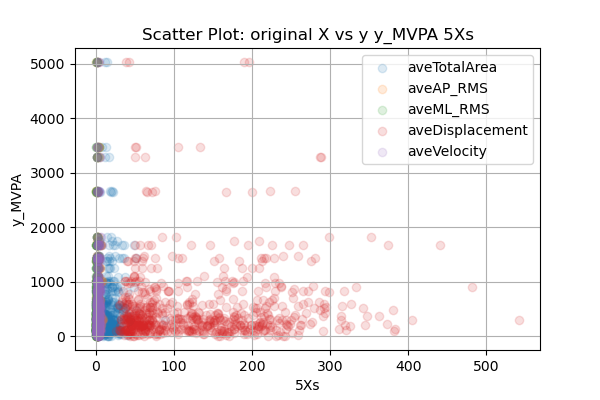 Scatter Plot: original X vs y y_MVPA 5Xs
5000
4000
3000
2000
1000
0
y_MVPA
0 100 200 300 400 500
5Xs
aveTotalArea
aveAP_RMS
aveML_RMS
aveDisplacement
aveVelocity